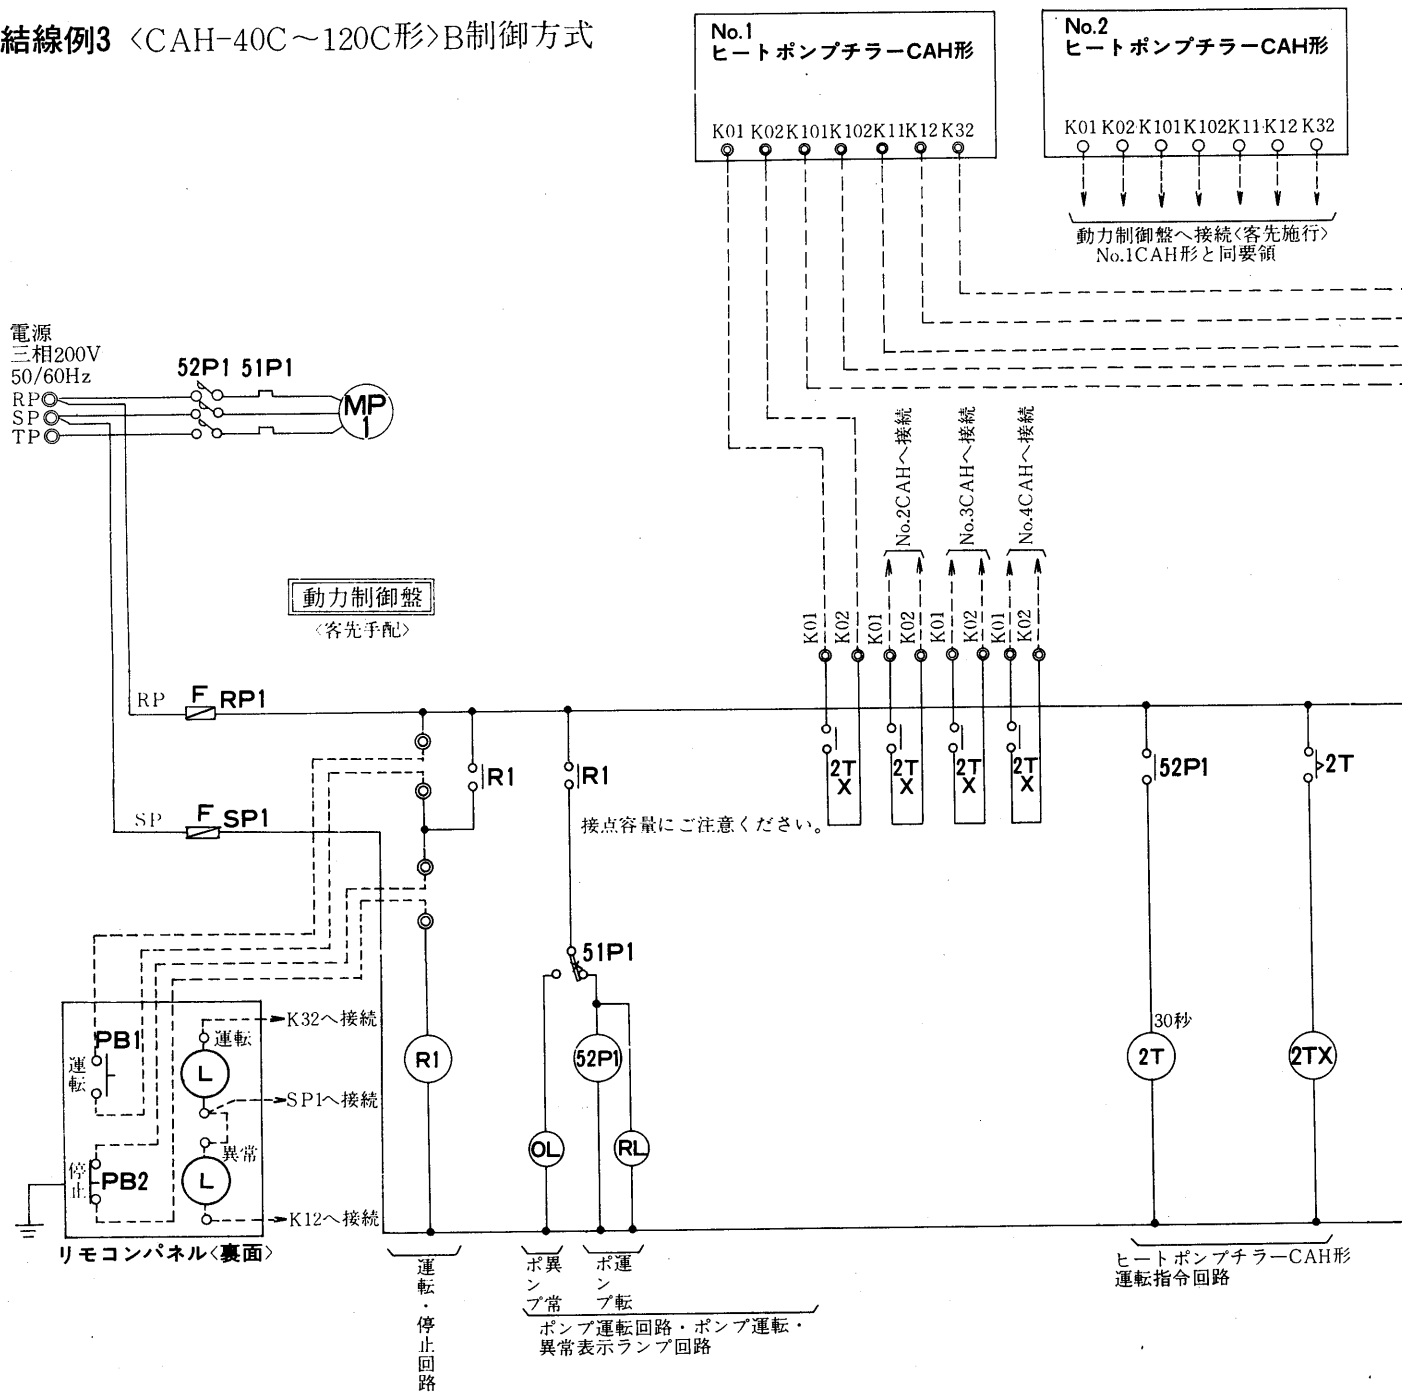 結線例3 〈CAH-40C～120C形〉B制御方式
No.1
ヒートポンプチラーCAH形
K01 K02 K101 K102 K11 K12 K32
No.2
ヒートポンプチラーCAH形
K01 K02 K101 K102 K11 K12 K32
動力制御盤へ接続〈客先施行〉
No.1CAH形と同要領
電源
三相200V
50/60Hz
RP
SP
TP
52P1 51P1
MP
1
No.2CAHへ接続
No.3CAHへ接続
No.4CAHへ接続
動力制御盤
〈客先手配〉
K01
K02
K01
K02
K01
K02
K01
K02
RP F RP1
SP F SP1
R1
R1
2T
X
2T
X
2T
X
2T
X
52P1
2T
接点容量にご注意ください。
51P1
PB1
運転
K32へ接続
運転
L
SP1へ接続
異常
L
K12へ接続
停止
PB2
リモコンパネル〈裏面〉
R1
52P1
OL
RL
30秒
2T
2TX
運転・停止回路
ポンプ異常
ポンプ運転
ポンプ運転回路・ポンプ運転・
異常表示ランプ回路
ヒートポンプチラーCAH形
運転指令回路